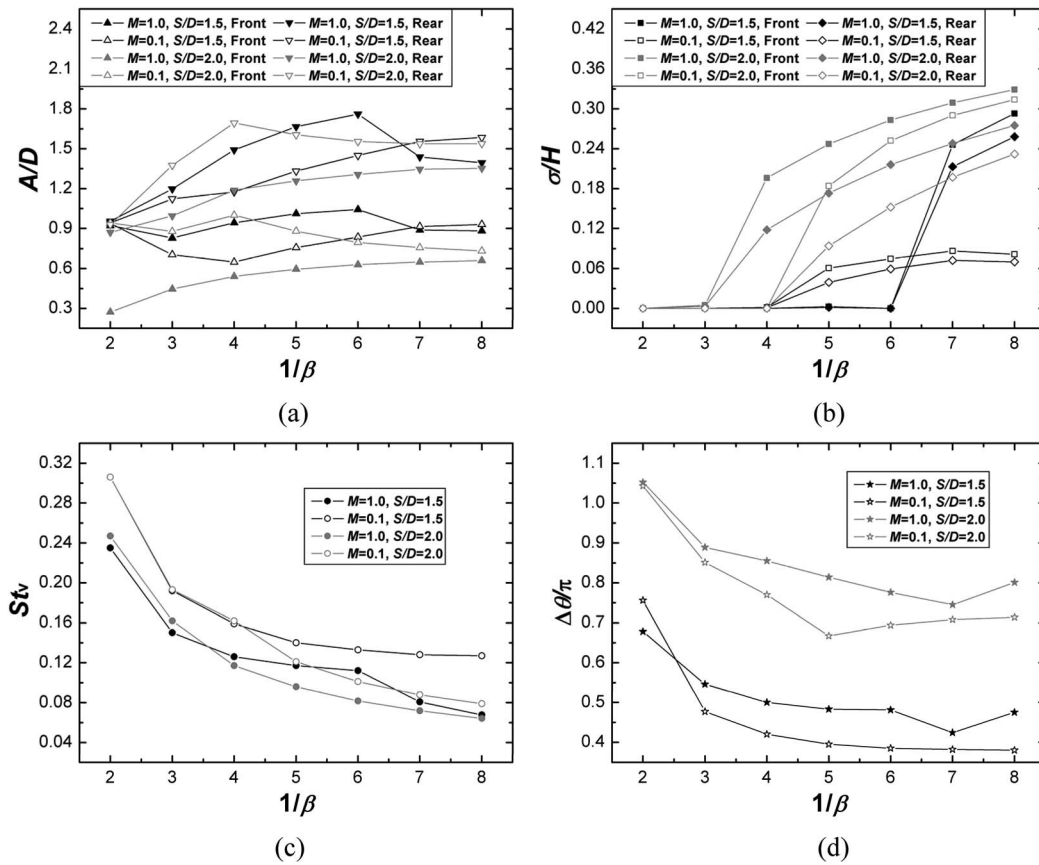 A/D
2.4
2.1
1.8
1.5
1.2
0.9
0.6
0.3
M=1.0, S/D=1.5, Front
M=1.0, S/D=1.5, Rear
M=0.1, S/D=1.5, Front
M=0.1, S/D=1.5, Rear
M=1.0, S/D=2.0, Front
M=1.0, S/D=2.0, Rear
M=0.1, S/D=2.0, Front
M=0.1, S/D=2.0, Rear
2 3 4 5 6 7 8
1/β
(a)
σ/H
0.42
0.36
0.30
0.24
0.18
0.12
0.06
0.00
M=1.0, S/D=1.5, Front
M=1.0, S/D=1.5, Rear
M=0.1, S/D=1.5, Front
M=0.1, S/D=1.5, Rear
M=1.0, S/D=2.0, Front
M=1.0, S/D=2.0, Rear
M=0.1, S/D=2.0, Front
M=0.1, S/D=2.0, Rear
2 3 4 5 6 7 8
1/β
(b)
Stv
0.32
0.28
0.24
0.20
0.16
0.12
0.08
0.04
M=1.0, S/D=1.5
M=0.1, S/D=1.5
M=1.0, S/D=2.0
M=0.1, S/D=2.0
2 3 4 5 6 7 8
1/β
(c)
Δθ/π
1.1
1.0
0.9
0.8
0.7
0.6
0.5
0.4
M=1.0, S/D=1.5
M=0.1, S/D=1.5
M=1.0, S/D=2.0
M=0.1, S/D=2.0
2 3 4 5 6 7 8
1/β
(d)